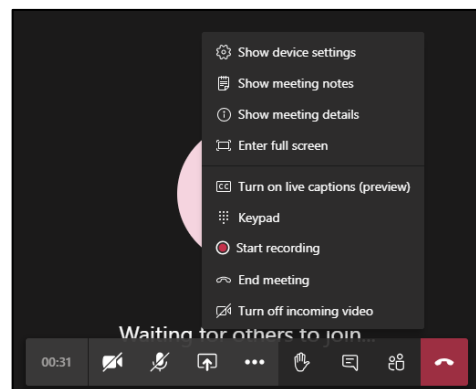 Show device settings
Show meeting notes
Show meeting details
Enter full screen
CC Turn on live captions (preview)
Keypad
Start recording
End meeting
Turn off incoming video
Waiting for others to join...
00:31